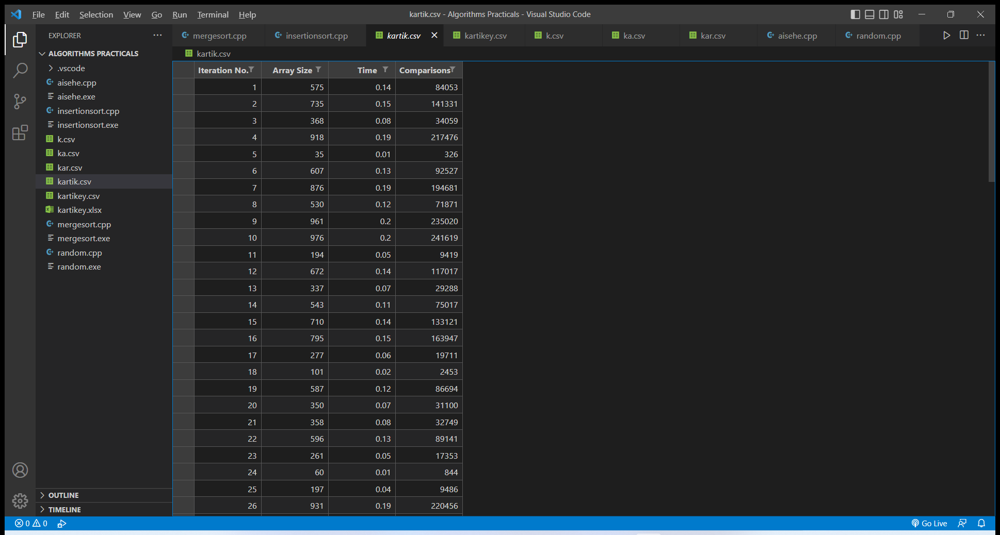 File Edit Selection View Go Run Terminal Help kartik.csv - Algorithms Practicals - Visual Studio Code
EXPLORER
mergesort.cpp insertionsort.cpp kartik.csv kartikey.csv k.csv ka.csv kar.csv aisehe.cpp random.cpp
ALGORITHMS PRACTICALS
.vscode
aisehe.cpp
aisehe.exe
insertionsort.cpp
insertionsort.exe
k.csv
ka.csv
kar.csv
kartik.csv
kartikey.csv
kartikey.xlsx
mergesort.cpp
mergesort.exe
random.cpp
random.exe
OUTLINE
TIMELINE
kartik.csv
Iteration No. Array Size Time Comparisons
1 575 0.14 84053
2 735 0.15 141331
3 368 0.08 34059
4 918 0.19 217476
5 35 0.01 326
6 607 0.13 92527
7 876 0.19 194681
8 530 0.12 71871
9 961 0.2 235020
10 976 0.2 241619
11 194 0.05 9419
12 672 0.14 117017
13 337 0.07 29288
14 543 0.11 75017
15 710 0.14 133121
16 795 0.15 163947
17 277 0.06 19711
18 101 0.02 2453
19 587 0.12 86694
20 350 0.07 31100
21 358 0.08 32749
22 596 0.13 89141
23 261 0.05 17353
24 60 0.01 844
25 197 0.04 9486
26 931 0.19 220456
0 0 Go Live